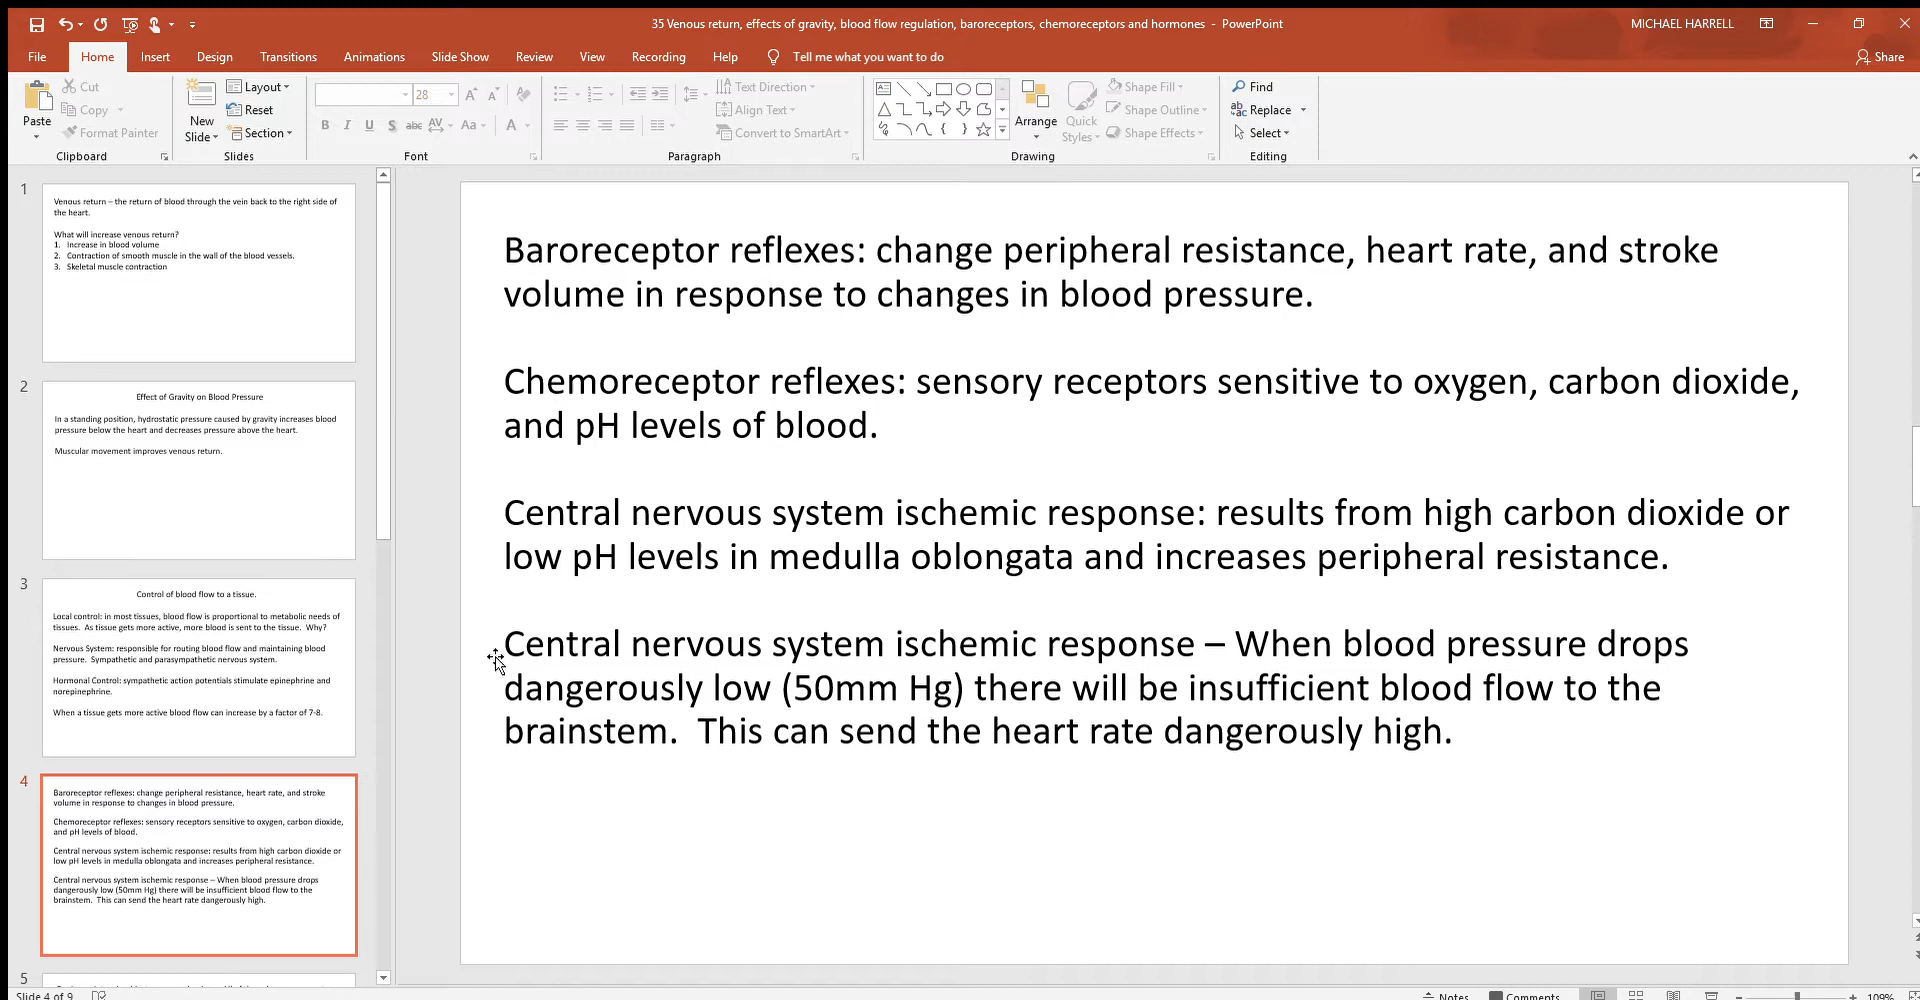 35 Venous return, effects of gravity, blood flow regulation, baroreceptors, chemoreceptors and hormones - PowerPoint
MICHAEL HARRELL
File Home Insert Design Transitions Animations Slide Show Review View Recording Help Tell me what you want to do
Share
Paste
Cut
Copy
Format Painter
Clipboard
New Slide
Layout
Reset
Section
Slides
28
B I U S abc AV Aa A
Font
Text Direction
Align Text
Convert to SmartArt
Paragraph
Arrange
Quick Styles
Shape Fill
Shape Outline
Shape Effects
Drawing
Find
Replace
Select
Editing
1
Venous return – the return of blood through the vein back to the right side of
the heart.
What will increase venous return?
1. Increase in blood volume
2. Contraction of smooth muscle in the wall of the blood vessels.
3. Skeletal muscle contraction
2
Effect of Gravity on Blood Pressure
In a standing position, hydrostatic pressure caused by gravity increases blood
pressure below the heart and decreases pressure above the heart.
Muscular movement improves venous return.
3
Control of blood flow to a tissue.
Local control: in most tissues, blood flow is proportional to metabolic needs of
tissues. As tissue gets more active, more blood is sent to the tissue. Why?
Nervous System: responsible for routing blood flow and maintaining blood
pressure. Sympathetic and parasympathetic nervous system.
Hormonal Control: sympathetic action potentials stimulate epinephrine and
norepinephrine.
When a tissue gets more active blood flow can increase by a factor of 7-8.
4
Baroreceptor reflexes: change peripheral resistance, heart rate, and stroke
volume in response to changes in blood pressure.
Chemoreceptor reflexes: sensory receptors sensitive to oxygen, carbon dioxide,
and pH levels of blood.
Central nervous system ischemic response: results from high carbon dioxide or
low pH levels in medulla oblongata and increases peripheral resistance.
Central nervous system ischemic response – When blood pressure drops
dangerously low (50mm Hg) there will be insufficient blood flow to the
brainstem. This can send the heart rate dangerously high.
5
Baroreceptor reflexes: change peripheral resistance, heart rate, and stroke
volume in response to changes in blood pressure.
Chemoreceptor reflexes: sensory receptors sensitive to oxygen, carbon dioxide,
and pH levels of blood.
Central nervous system ischemic response: results from high carbon dioxide or
low pH levels in medulla oblongata and increases peripheral resistance.
Central nervous system ischemic response – When blood pressure drops
dangerously low (50mm Hg) there will be insufficient blood flow to the
brainstem.  This can send the heart rate dangerously high.
Slide 4 of 9
Notes
Comments
109%